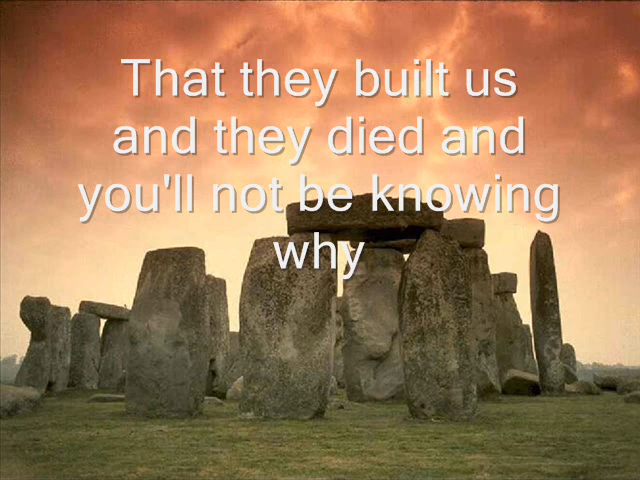 That they built us
and they died and
you'll not be knowing
why